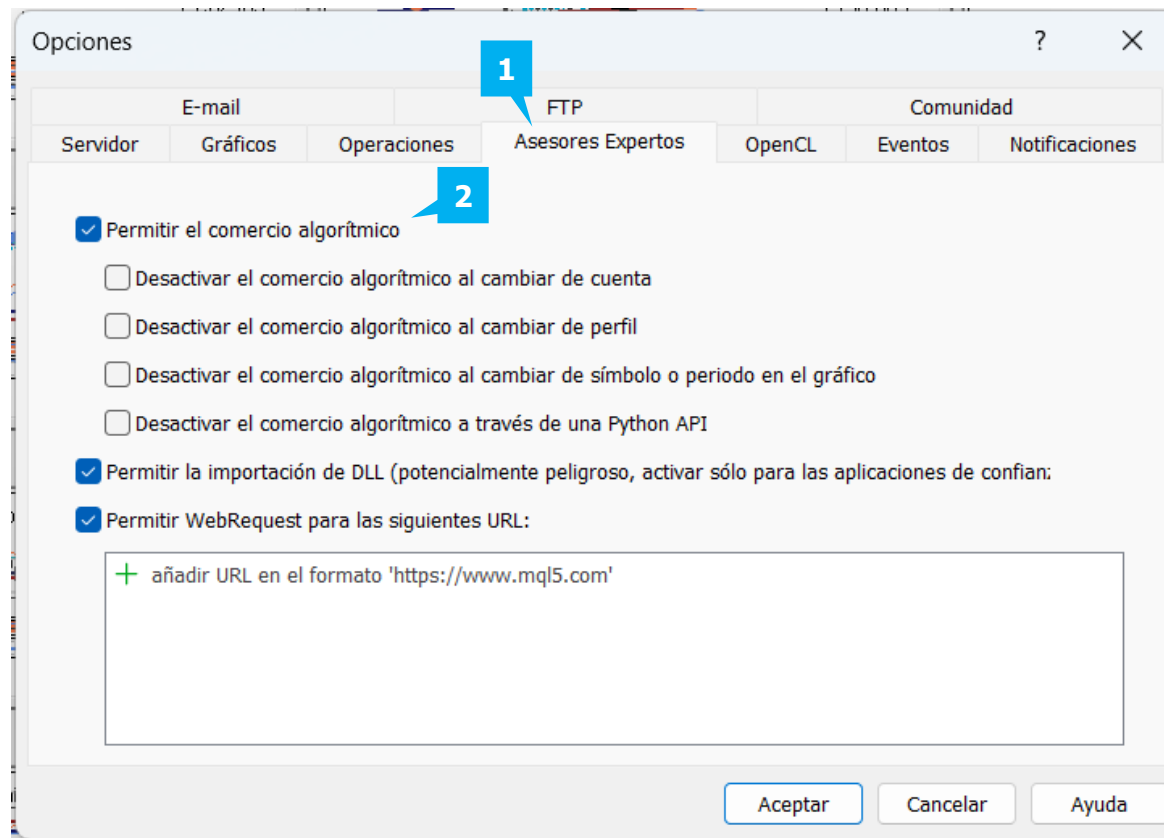 Opciones
1
E-mail FTP Comunidad
Servidor Gráficos Operaciones Asesores Expertos OpenCL Eventos Notificaciones
2
Permitir el comercio algorítmico
Desactivar el comercio algorítmico al cambiar de cuenta
Desactivar el comercio algorítmico al cambiar de perfil
Desactivar el comercio algorítmico al cambiar de símbolo o periodo en el gráfico
Desactivar el comercio algorítmico a través de una Python API
Permitir la importación de DLL (potencialmente peligroso, activar sólo para las aplicaciones de confian
Permitir WebRequest para las siguientes URL:
añadir URL en el formato 'https://www.mql5.com'
Aceptar Cancelar Ayuda